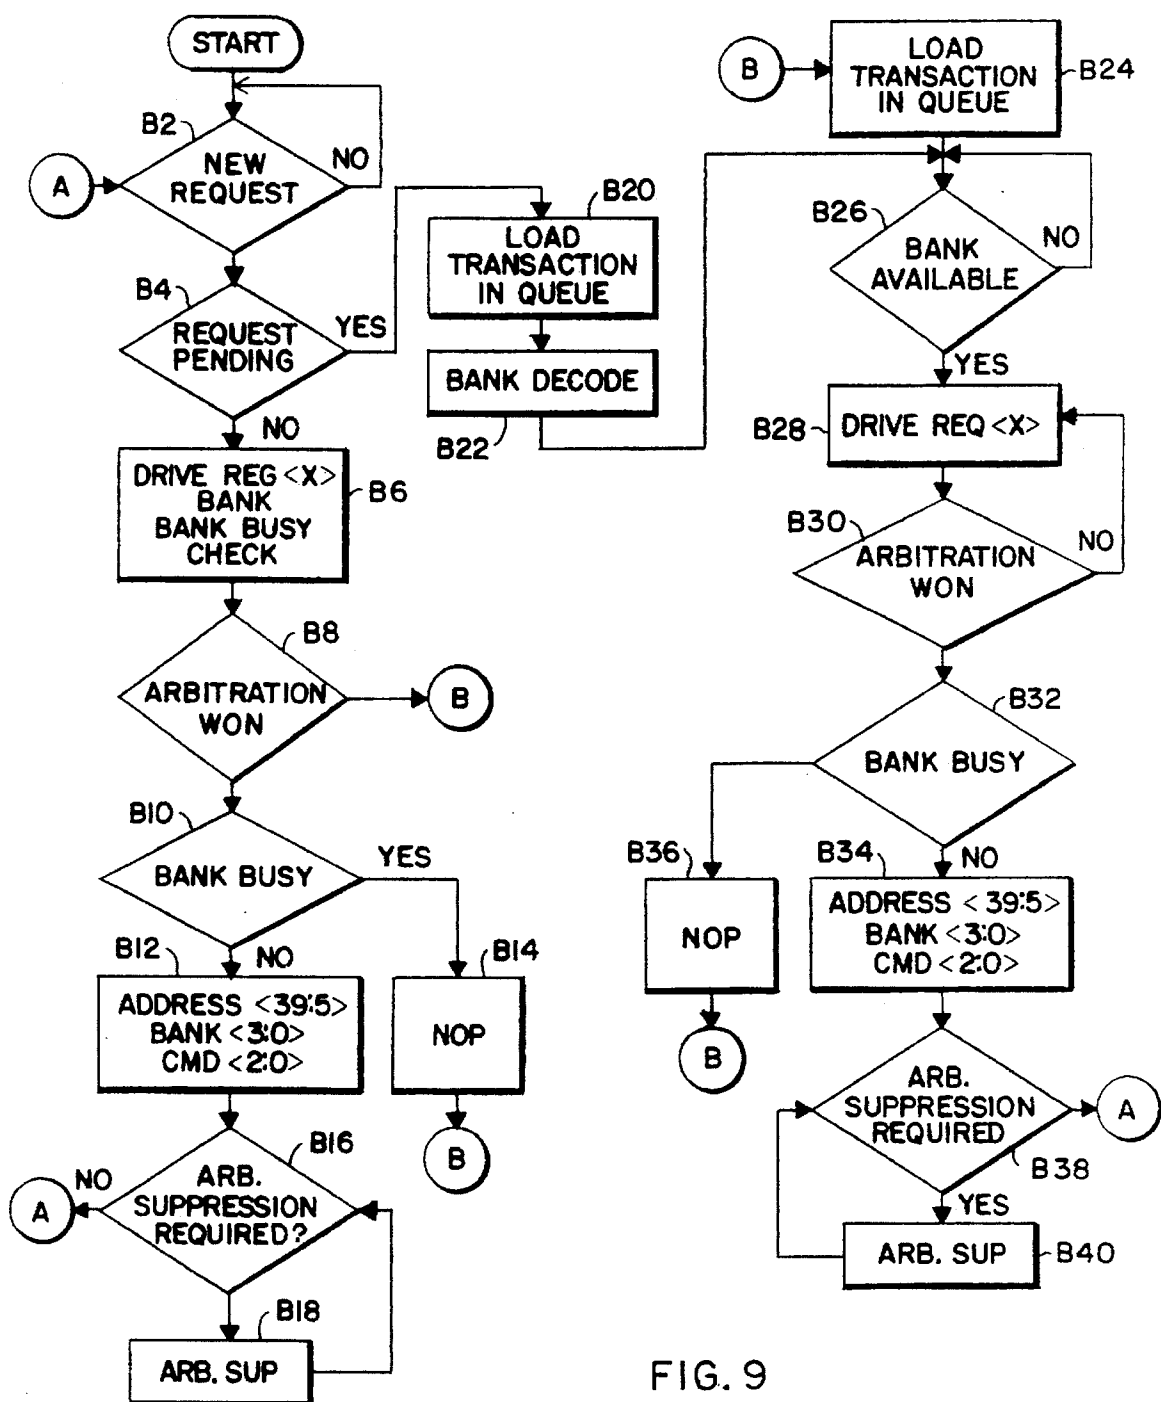 START
B2
NEW
REQUEST
NO
A
B4
REQUEST
PENDING
YES
NO
DRIVE REG <X>
BANK
BANK BUSY
CHECK
B6
B8
ARBITRATION
WON
B
B10
BANK BUSY
YES
NO
B12
ADDRESS <39:5>
BANK <3:0>
CMD <2:0>
B14
NOP
B
B16
ARB.
SUPPRESSION
REQUIRED?
NO
A
B18
ARB. SUP
B20
LOAD
TRANSACTION
IN QUEUE
BANK DECODE
B22
B
LOAD
TRANSACTION
IN QUEUE
B24
B26
BANK
AVAILABLE
NO
YES
B28
DRIVE REQ <X>
B30
ARBITRATION
WON
NO
B32
BANK BUSY
B36
NOP
B
NO
B34
ADDRESS <39:5>
BANK <3:0>
CMD <2:0>
ARB.
SUPPRESSION
REQUIRED
A
B38
YES
ARB. SUP
B40
FIG. 9